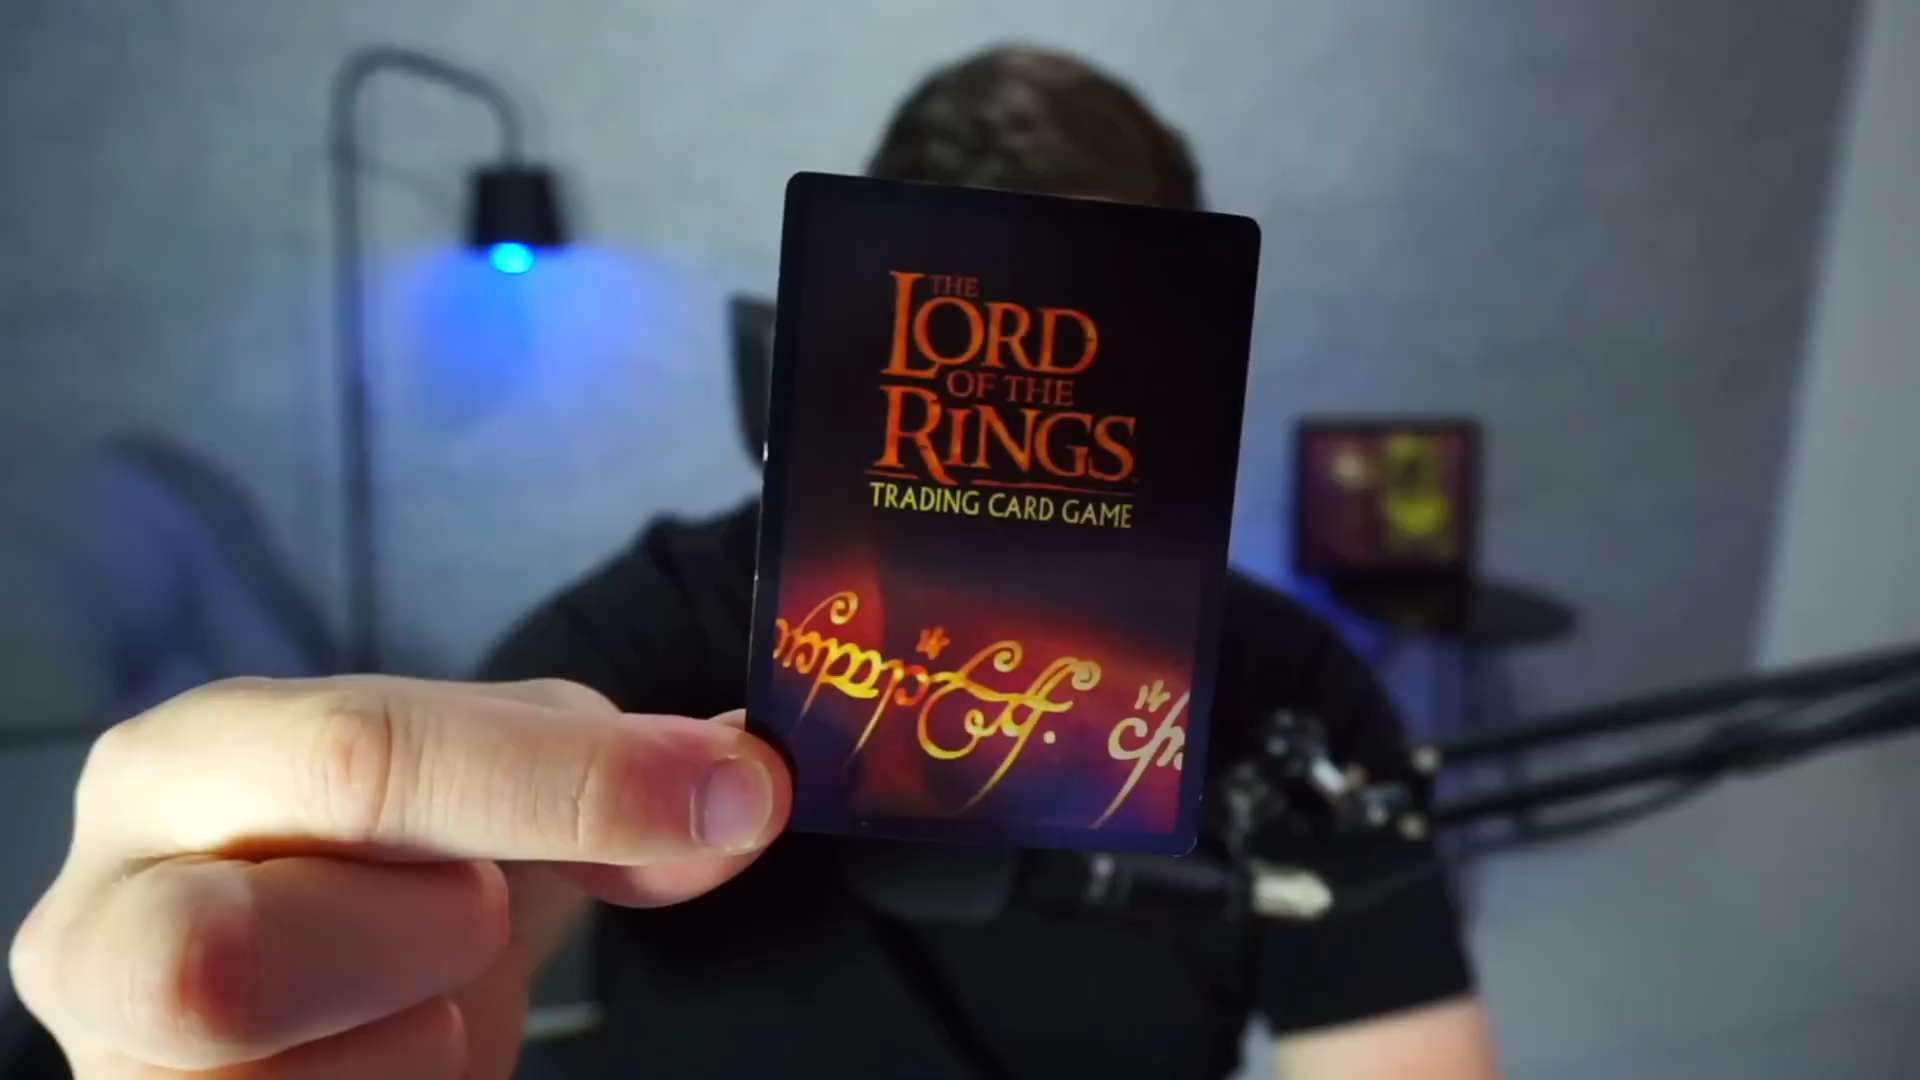 THE
LORD
OF THE
RINGS
TRADING CARD GAME